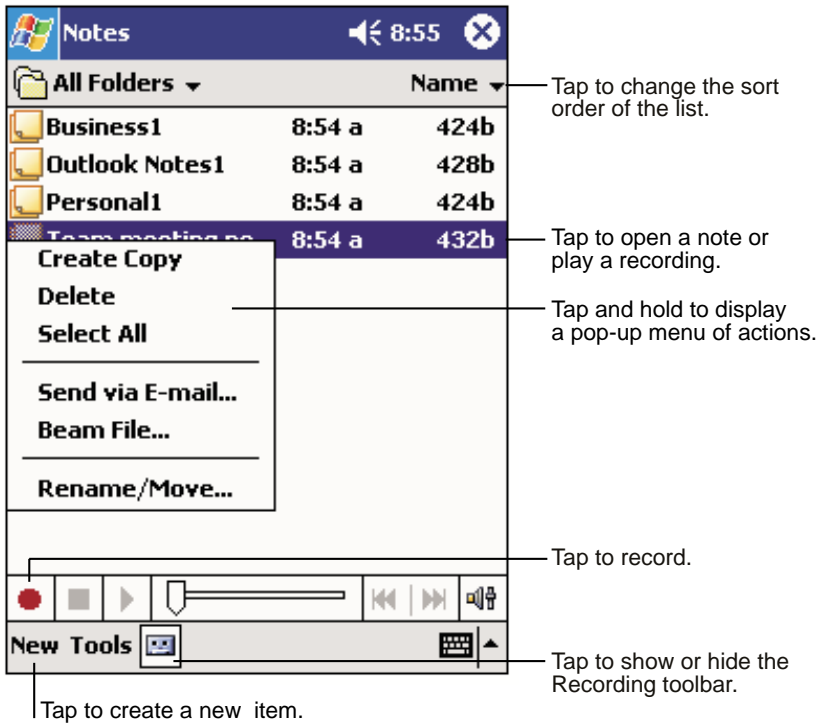 Notes 8:55
All Folders Name
Tap to change the sort
order of the list.
Business1 8:54 a 424b
Outlook Notes1 8:54 a 428b
Personal1 8:54 a 424b
Team meeting no 8:54 a 432b
Tap to open a note or
play a recording.
Create Copy
Delete
Select All
Tap and hold to display
a pop-up menu of actions.
Send via E-mail...
Beam File...
Rename/Move...
Tap to record.
New Tools
Tap to show or hide the
Recording toolbar.
Tap to create a new item.